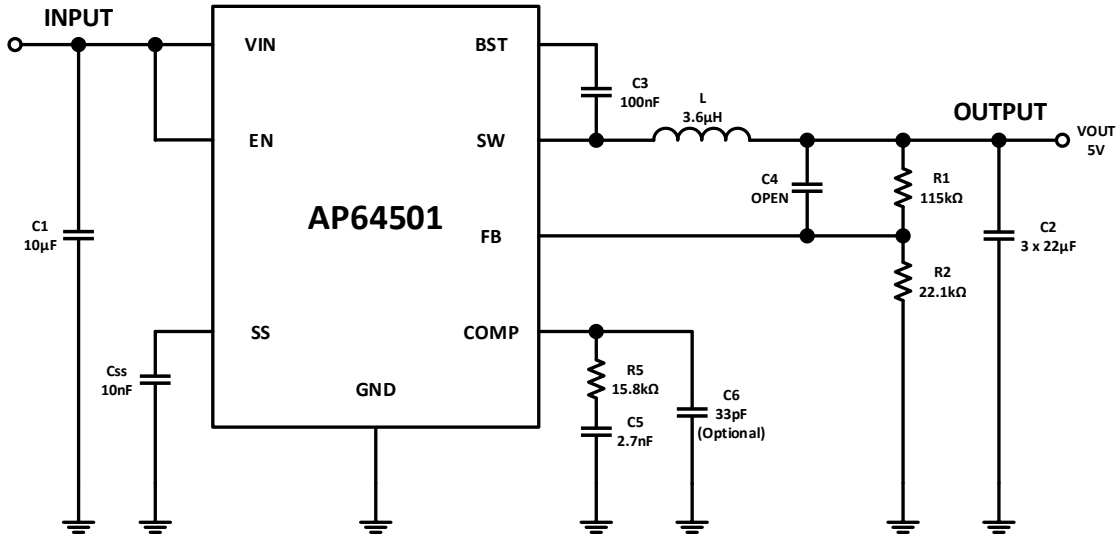 INPUT
VIN
BST
C3
100nF
L
3.6µH
OUTPUT
VOUT
5V
EN
SW
C4
OPEN
R1
115kΩ
AP64501
C1
10µF
FB
C2
3 x 22µF
R2
22.1kΩ
SS
COMP
Css
10nF
GND
R5
15.8kΩ
C6
33pF
(Optional)
C5
2.7nF